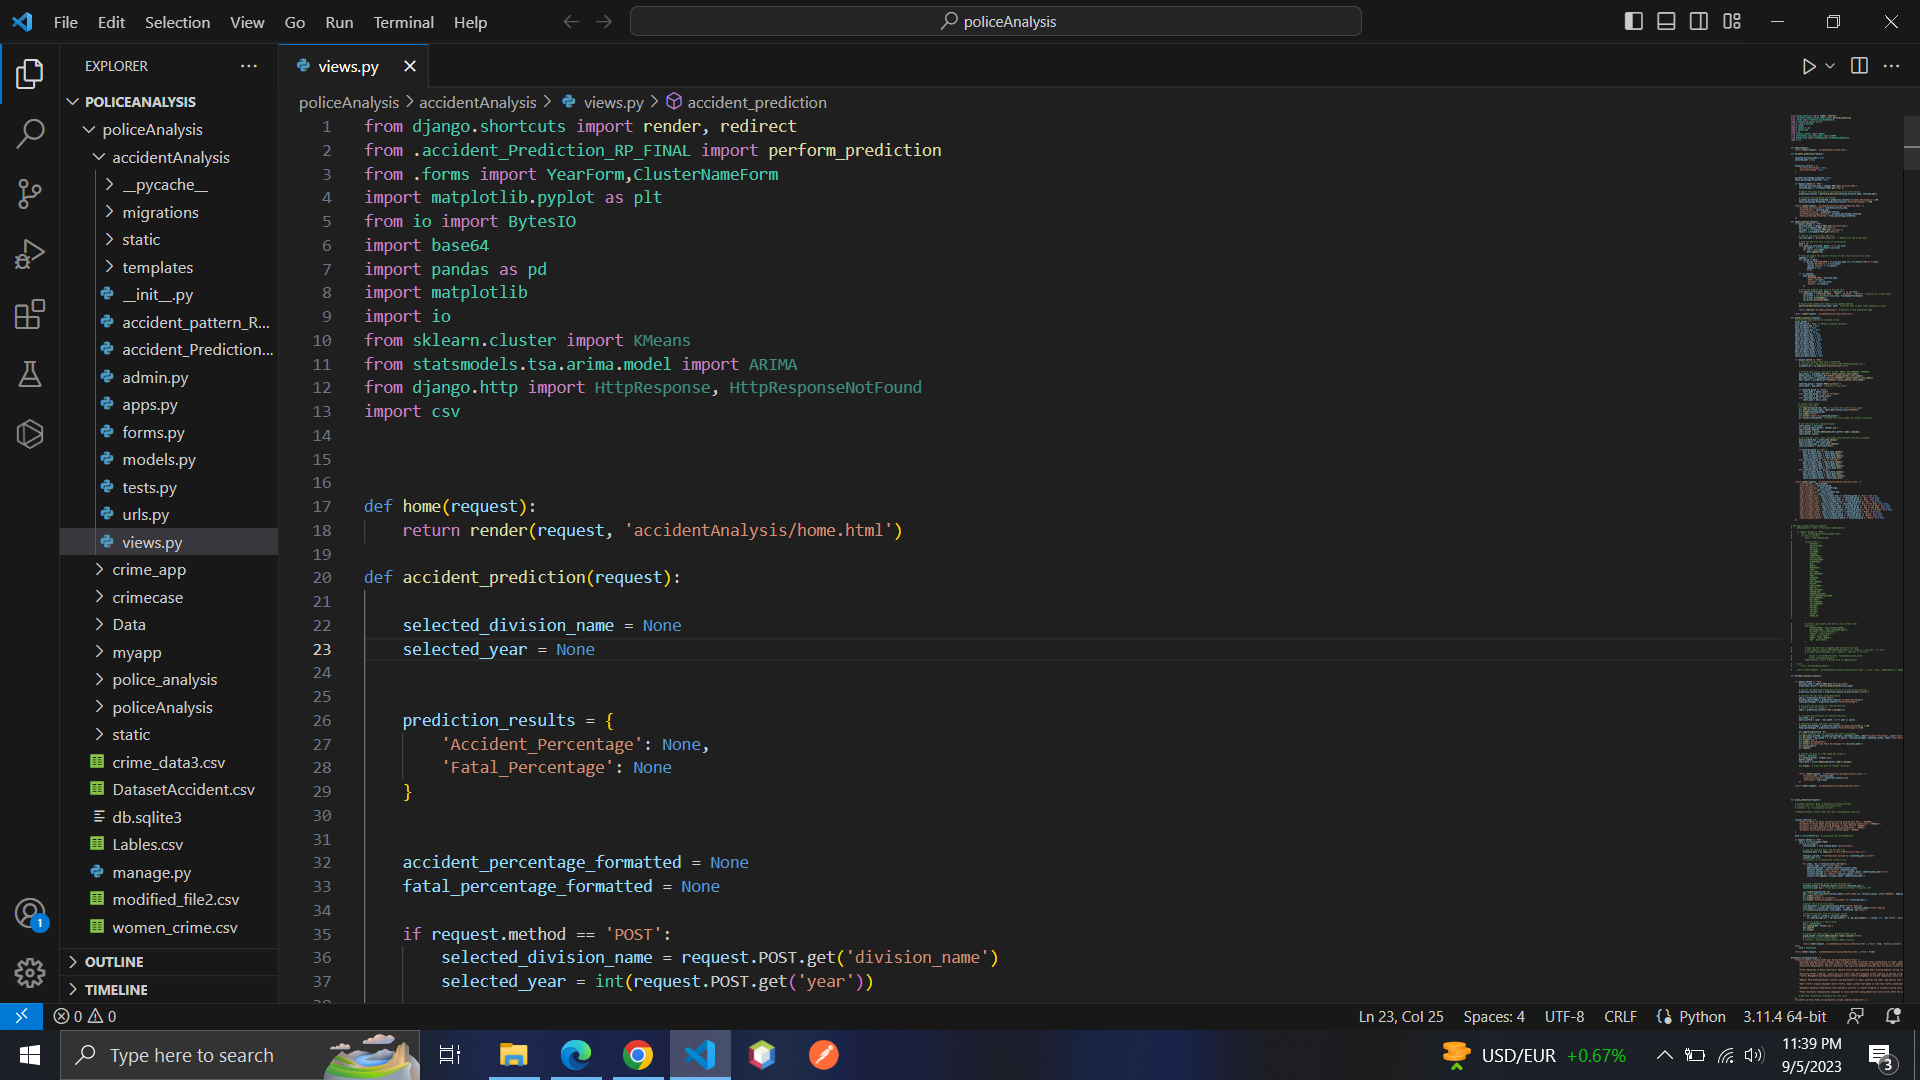 File Edit Selection View Go Run Terminal Help
policeAnalysis
EXPLORER
POLICEANALYSIS
policeAnalysis
accidentAnalysis
__pycache__
migrations
static
templates
__init__.py
accident_pattern_R...
accident_Prediction...
admin.py
apps.py
forms.py
models.py
tests.py
urls.py
views.py
crime_app
crimecase
Data
myapp
police_analysis
policeAnalysis
static
crime_data3.csv
DatasetAccident.csv
db.sqlite3
Lables.csv
manage.py
modified_file2.csv
women_crime.csv
OUTLINE
TIMELINE
1
views.py
policeAnalysis > accidentAnalysis > views.py > accident_prediction
1 from django.shortcuts import render, redirect
2 from .accident_Prediction_RP_FINAL import perform_prediction
3 from .forms import YearForm,ClusterNameForm
4 import matplotlib.pyplot as plt
5 from io import BytesIO
6 import base64
7 import pandas as pd
8 import matplotlib
9 import io
10 from sklearn.cluster import KMeans
11 from statsmodels.tsa.arima.model import ARIMA
12 from django.http import HttpResponse, HttpResponseNotFound
13 import csv
14
15
16
17 def home(request):
18     return render(request, 'accidentAnalysis/home.html')
19
20 def accident_prediction(request):
21
22     selected_division_name = None
23     selected_year = None
24
25
26     prediction_results = {
27         'Accident_Percentage': None,
28         'Fatal_Percentage': None
29     }
30
31
32     accident_percentage_formatted = None
33     fatal_percentage_formatted = None
34
35     if request.method == 'POST':
36         selected_division_name = request.POST.get('division_name')
37         selected_year = int(request.POST.get('year'))
0 0
Ln 23, Col 25 Spaces: 4 UTF-8 CRLF Python 3.11.4 64-bit
Type here to search
USD/EUR +0.67%
11:39 PM
9/5/2023
3